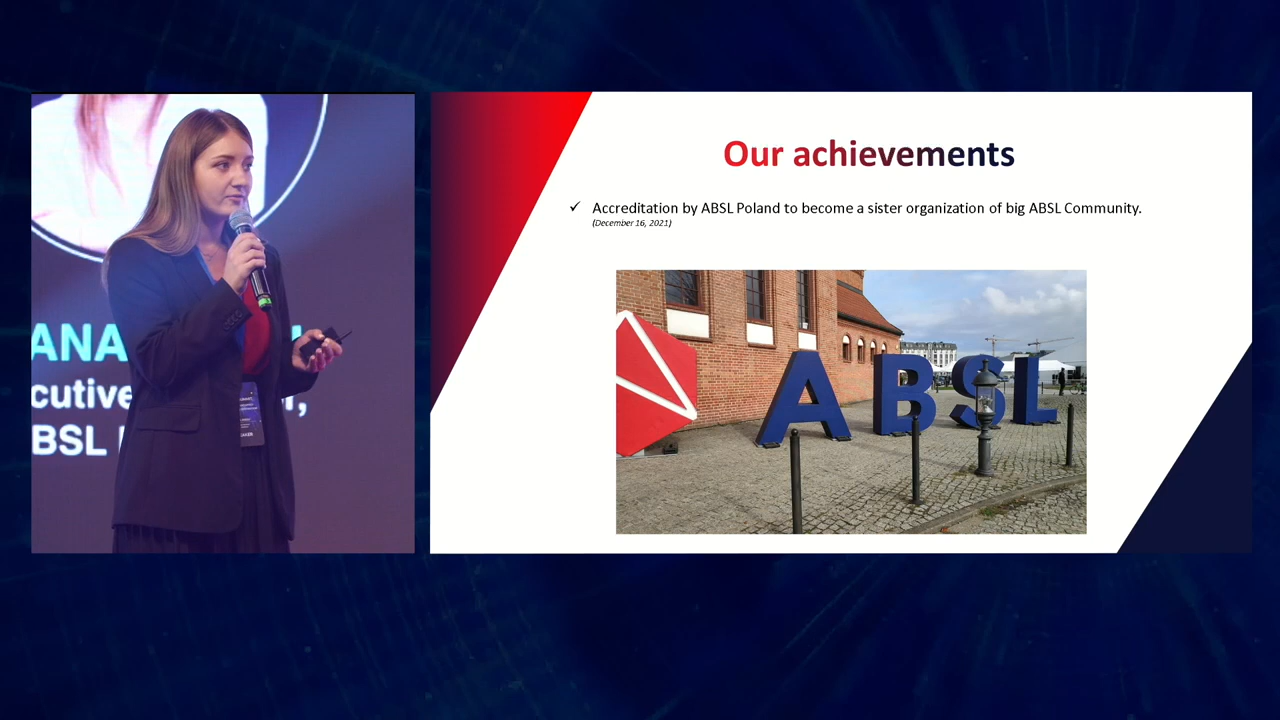 ANA
cutive
BSL
Our achievements
✓ Accreditation by ABSL Poland to become a sister organization of big ABSL Community.
(December 16, 2021)
ABSL